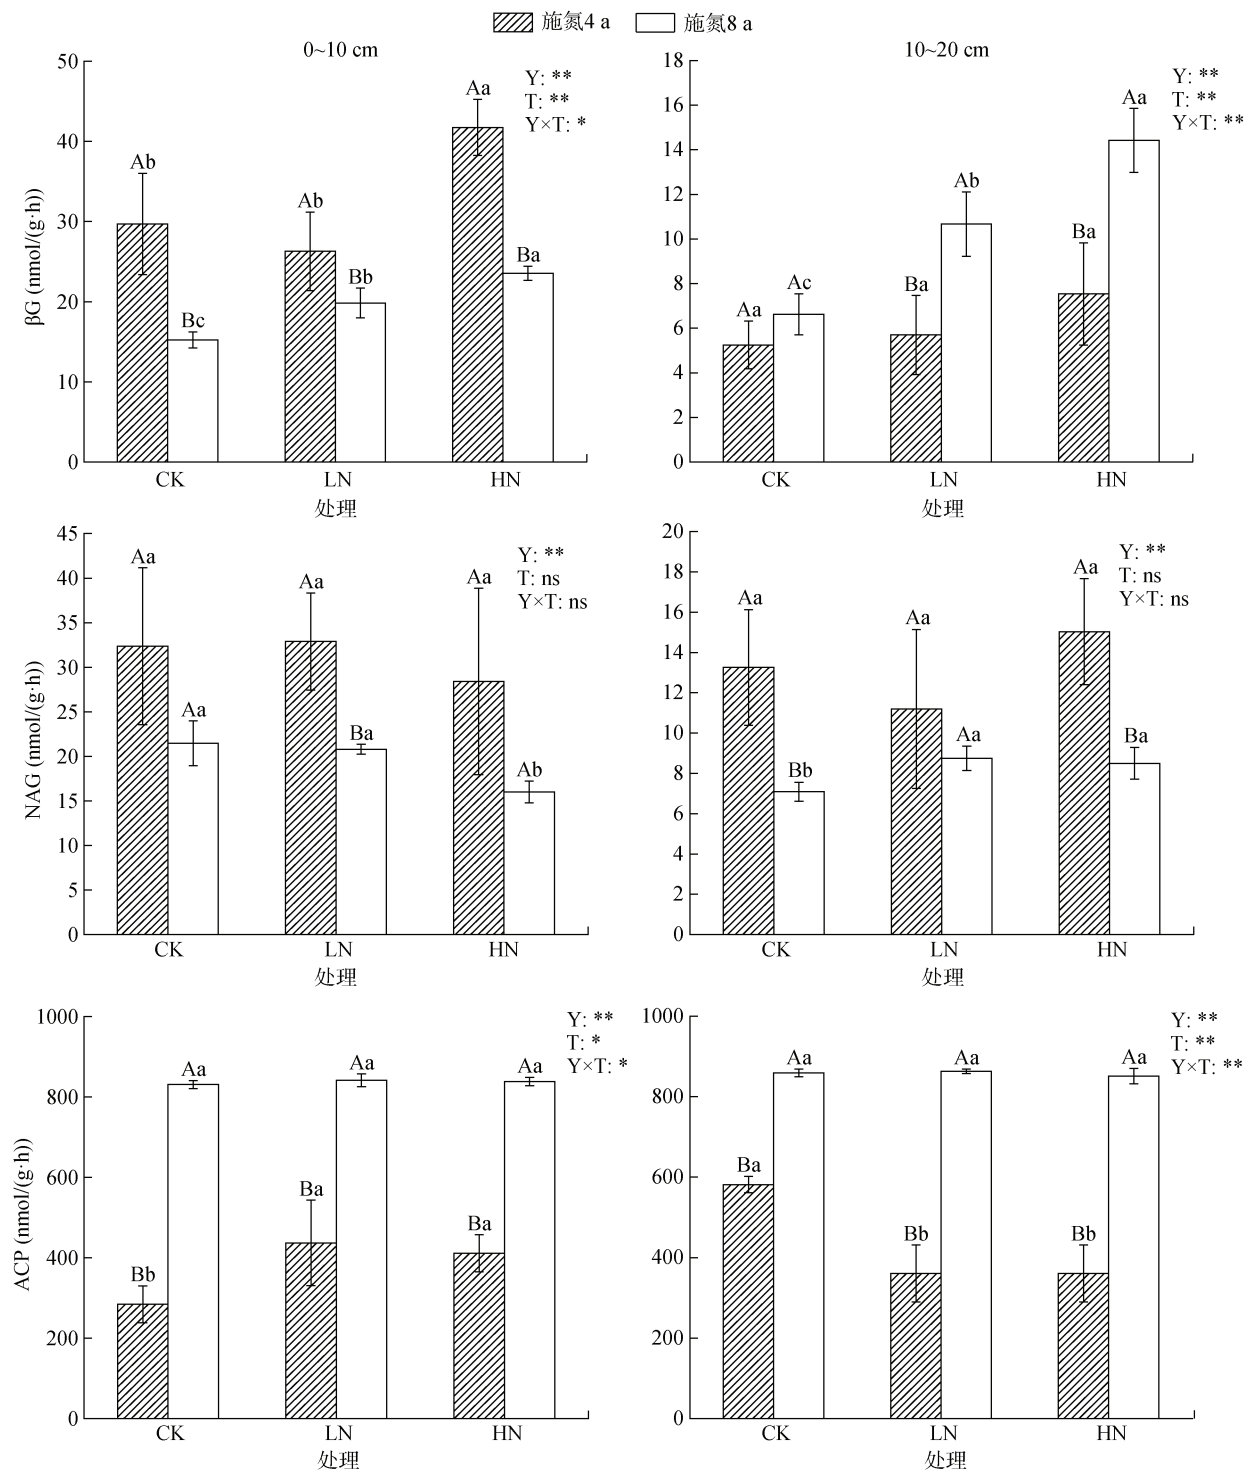 施氮4 a 施氮8 a
0~10 cm
βG (nmol/(g·h))
50
40
30
20
10
0
Y: **
T: **
Y×T: *
Ab
Bc
Ab
Bb
Aa
Ba
CK LN HN
处理
10~20 cm
18
16
14
12
10
8
6
4
2
0
Y: **
T: **
Y×T: **
Aa
Ac
Ba
Ab
Ba
Aa
CK LN HN
处理
NAG (nmol/(g·h))
45
40
35
30
25
20
15
10
5
0
Y: **
T: ns
Y×T: ns
Aa
Aa
Aa
Ba
Aa
Ab
CK LN HN
处理
20
18
16
14
12
10
8
6
4
2
0
Y: **
T: ns
Y×T: ns
Aa
Bb
Aa
Aa
Aa
Ba
CK LN HN
处理
ACP (nmol/(g·h))
1000
800
600
400
200
0
Y: **
T: *
Y×T: *
Bb
Aa
Ba
Aa
Ba
Aa
CK LN HN
处理
1000
800
600
400
200
0
Y: **
T: **
Y×T: **
Ba
Aa
Bb
Aa
Bb
Aa
CK LN HN
处理